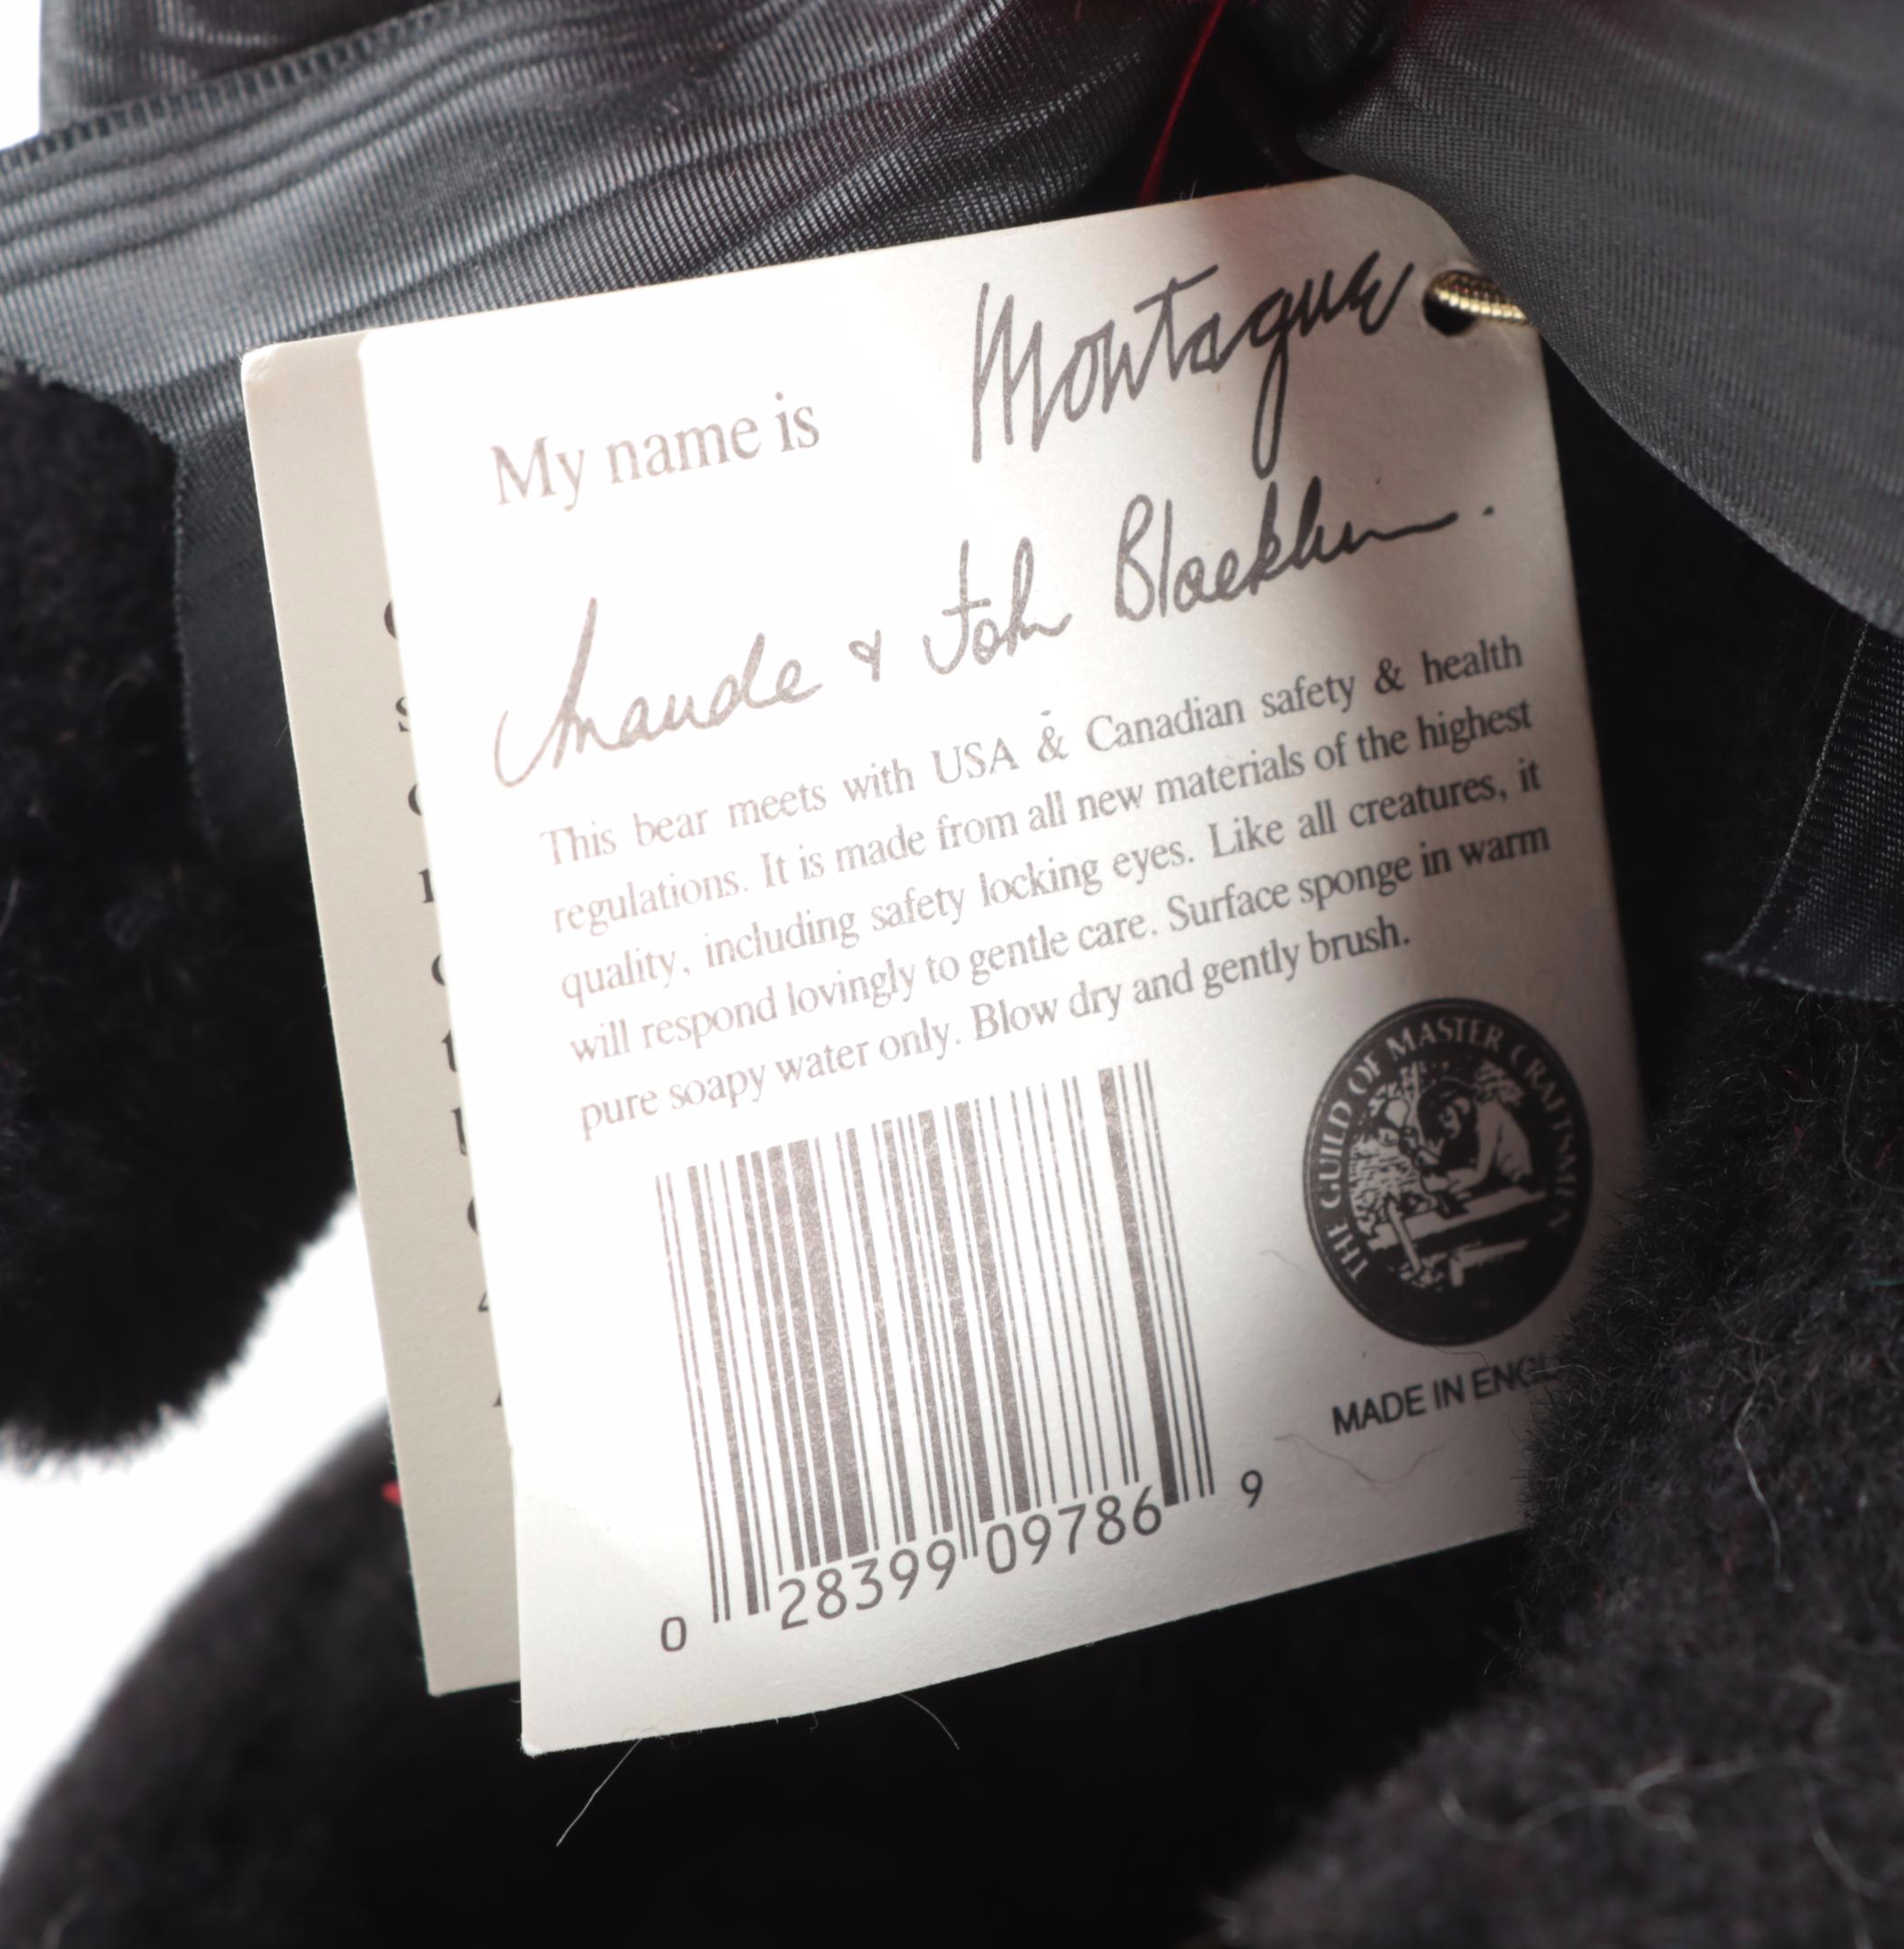 My name is Montague
Maude & John Blackburn.
This bear meets with USA & Canadian safety & health
regulations. It is made from all new materials of the highest
quality, including safety locking eyes. Like all creatures, it
will respond lovingly to gentle care. Surface sponge in warm
pure soapy water only. Blow dry and gently brush.
THE GUILD OF MASTER CRAFTSMEN
MADE IN ENGL
0 28399 09786 9